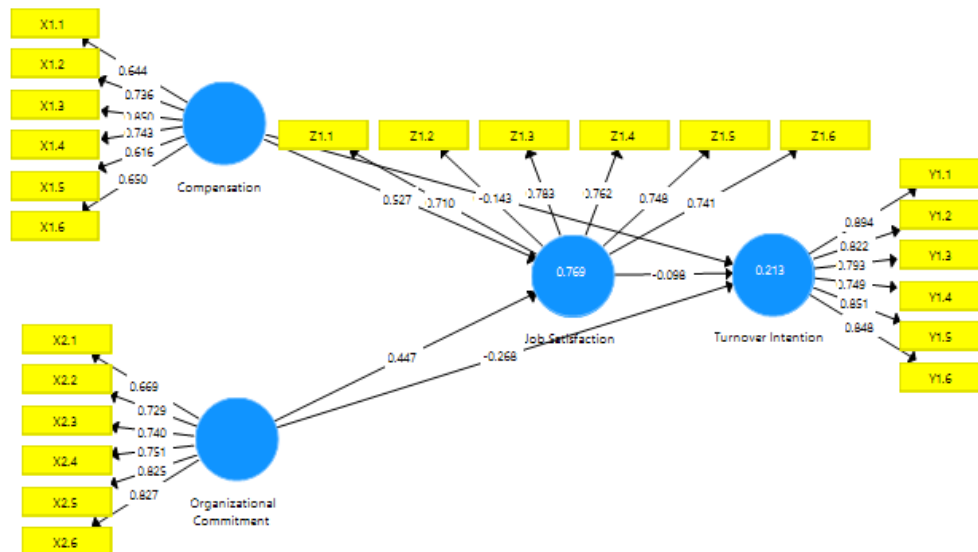 X1.1
X1.2
X1.3
X1.4
X1.5
X1.6
0.644
0.736
0.850
0.743
0.616
0.650
Compensation
Z1.1
Z1.2
Z1.3
Z1.4
Z1.5
Z1.6
0.527
0.710
-0.143
0.783
0.762
0.748
0.741
0.769
Job Satisfaction
-0.098
0.213
Turnover Intention
0.894
0.822
0.793
0.749
0.851
0.848
Y1.1
Y1.2
Y1.3
Y1.4
Y1.5
Y1.6
0.447
-0.268
X2.1
X2.2
X2.3
X2.4
X2.5
X2.6
0.669
0.729
0.740
0.751
0.825
0.827
Organizational
Commitment